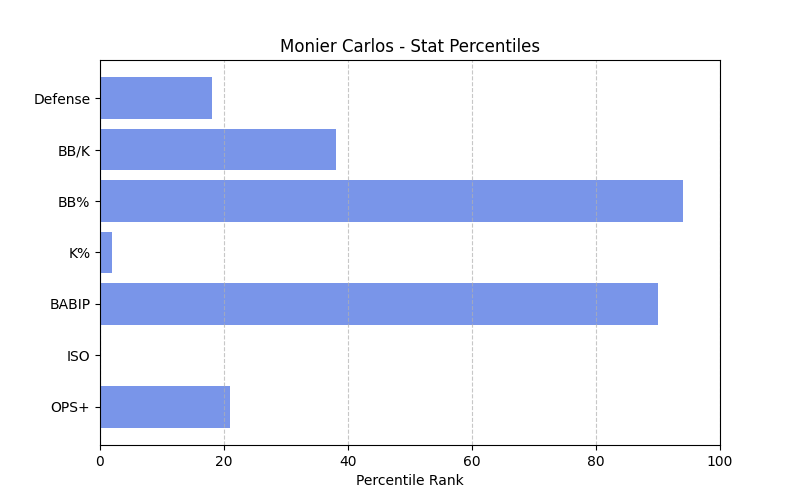 Monier Carlos - Stat Percentiles
Defense
BB/K
BB%
K%
BABIP
ISO
OPS+
0 20 40 60 80 100
Percentile Rank